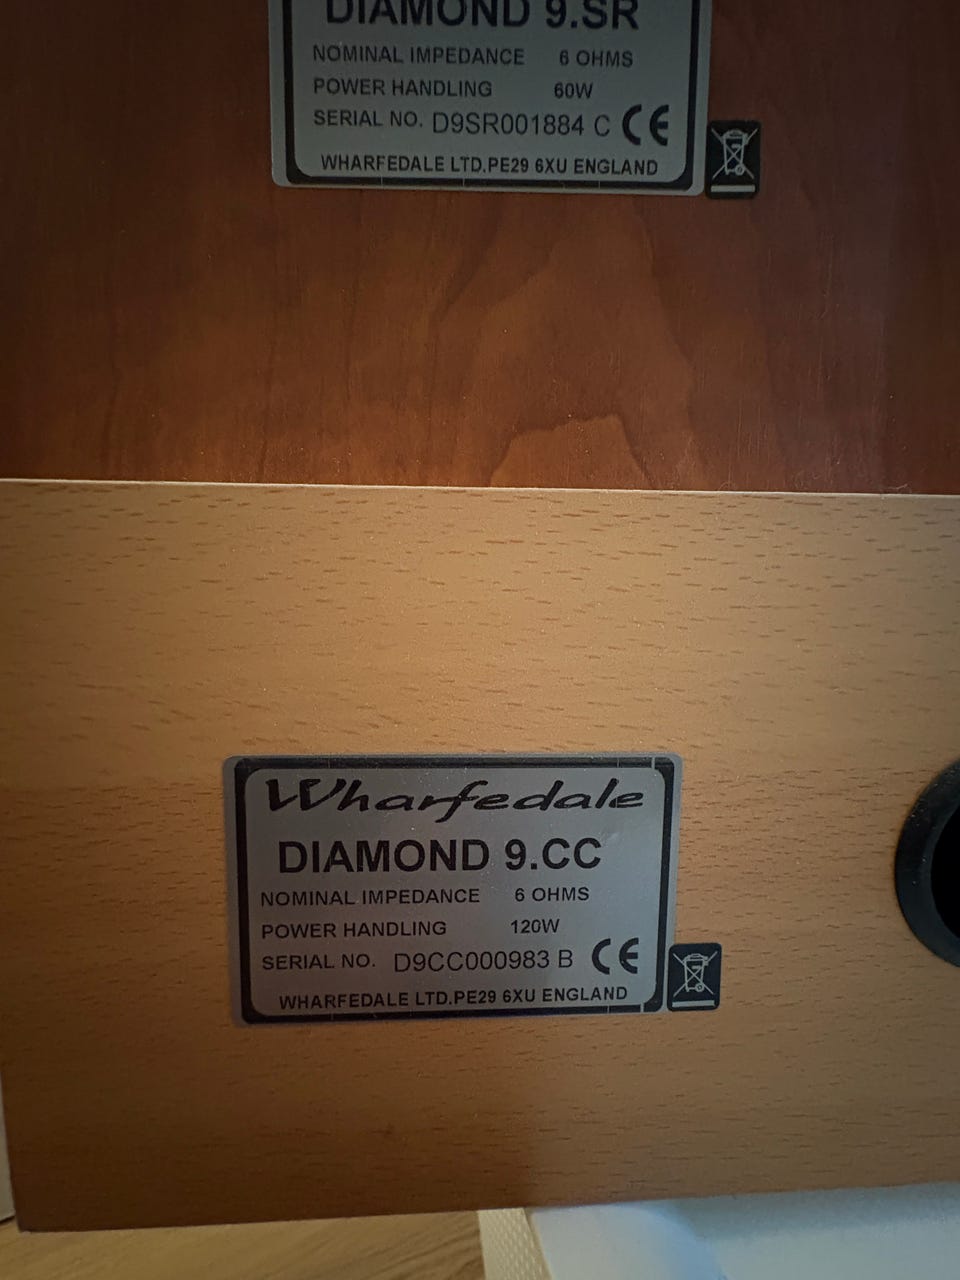 DIAMOND 9.SR
NOMINAL IMPEDANCE 6 OHMS
POWER HANDLING 60W
SERIAL NO. D9SR001884 C CE
WHARFEDALE LTD.PE29 6XU ENGLAND
Wharfedale
DIAMOND 9.CC
NOMINAL IMPEDANCE 6 OHMS
POWER HANDLING 120W
SERIAL NO. D9CC000983 B CE
WHARFEDALE LTD.PE29 6XU ENGLAND